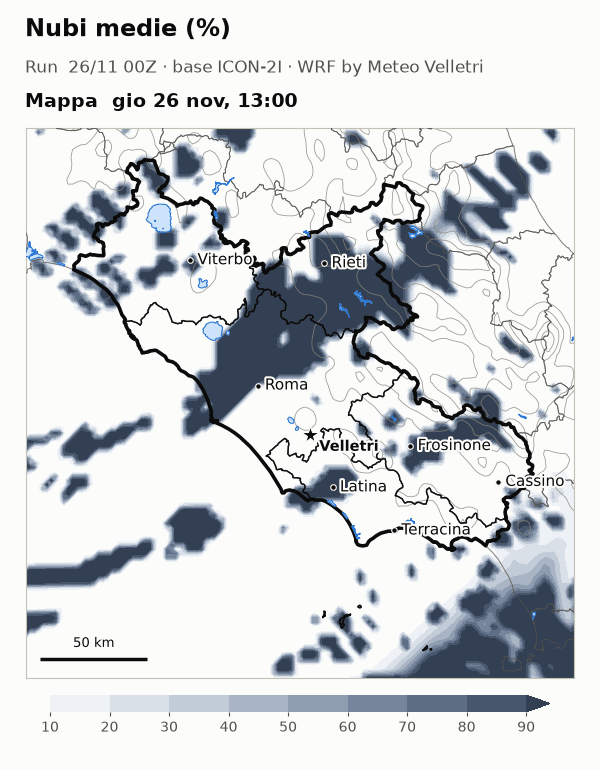 Nubi medie (%)
Run  26/11 00Z · base ICON-2I · WRF by Meteo Velletri
Mappa  gio 26 nov, 13:00
Viterbo
Rieti
Roma
Velletri
Frosinone
Latina
Cassino
Terracina
50 km
10 20 30 40 50 60 70 80 90